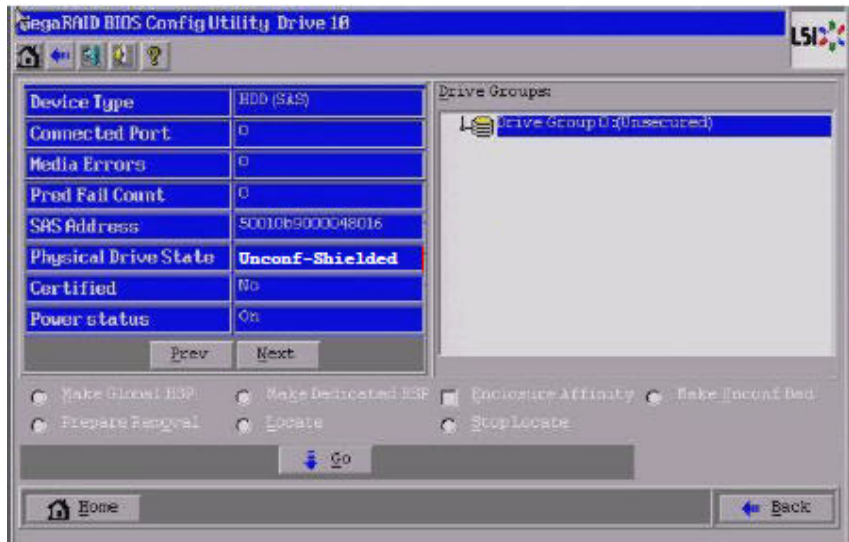 MegaRAID BIOS Config Utility Drive 10
LSI
Device Type HDD (SAS)
Connected Port 0
Media Errors 0
Pred Fail Count 0
SAS Address 50010b9000048016
Physical Drive State Unconf-Shielded
Certified No
Power status On
Prev Next
Drive Groups:
Drive Group 0:(Unsecured)
Make Global HSP Make Dedicated HSP Enclosure Affinity Make Unconf Bad
Prepare Removal Locate Stop Locate
Go
Home Back